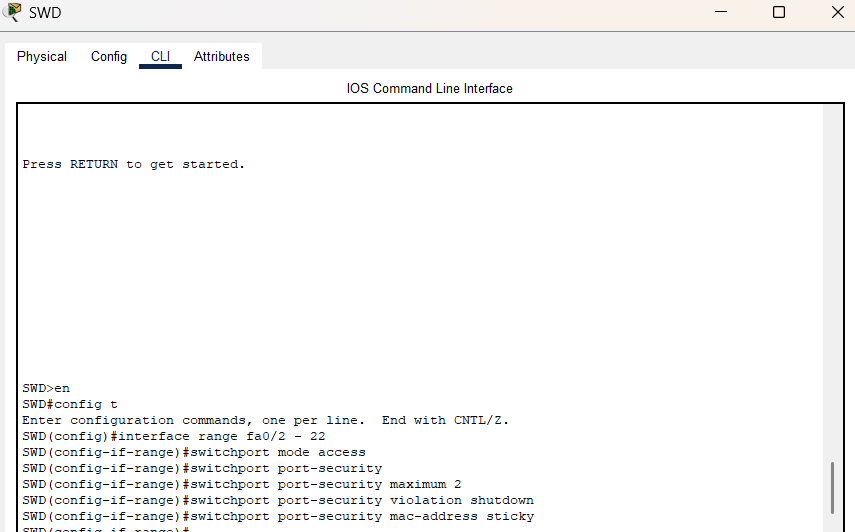 SWD
Physical Config CLI Attributes
IOS Command Line Interface
Press RETURN to get started.
SWD>en
SWD#config t
Enter configuration commands, one per line.  End with CNTL/Z.
SWD(config)#interface range fa0/2 - 22
SWD(config-if-range)#switchport mode access
SWD(config-if-range)#switchport port-security
SWD(config-if-range)#switchport port-security maximum 2
SWD(config-if-range)#switchport port-security violation shutdown
SWD(config-if-range)#switchport port-security mac-address sticky
SWD(config-if-range)#